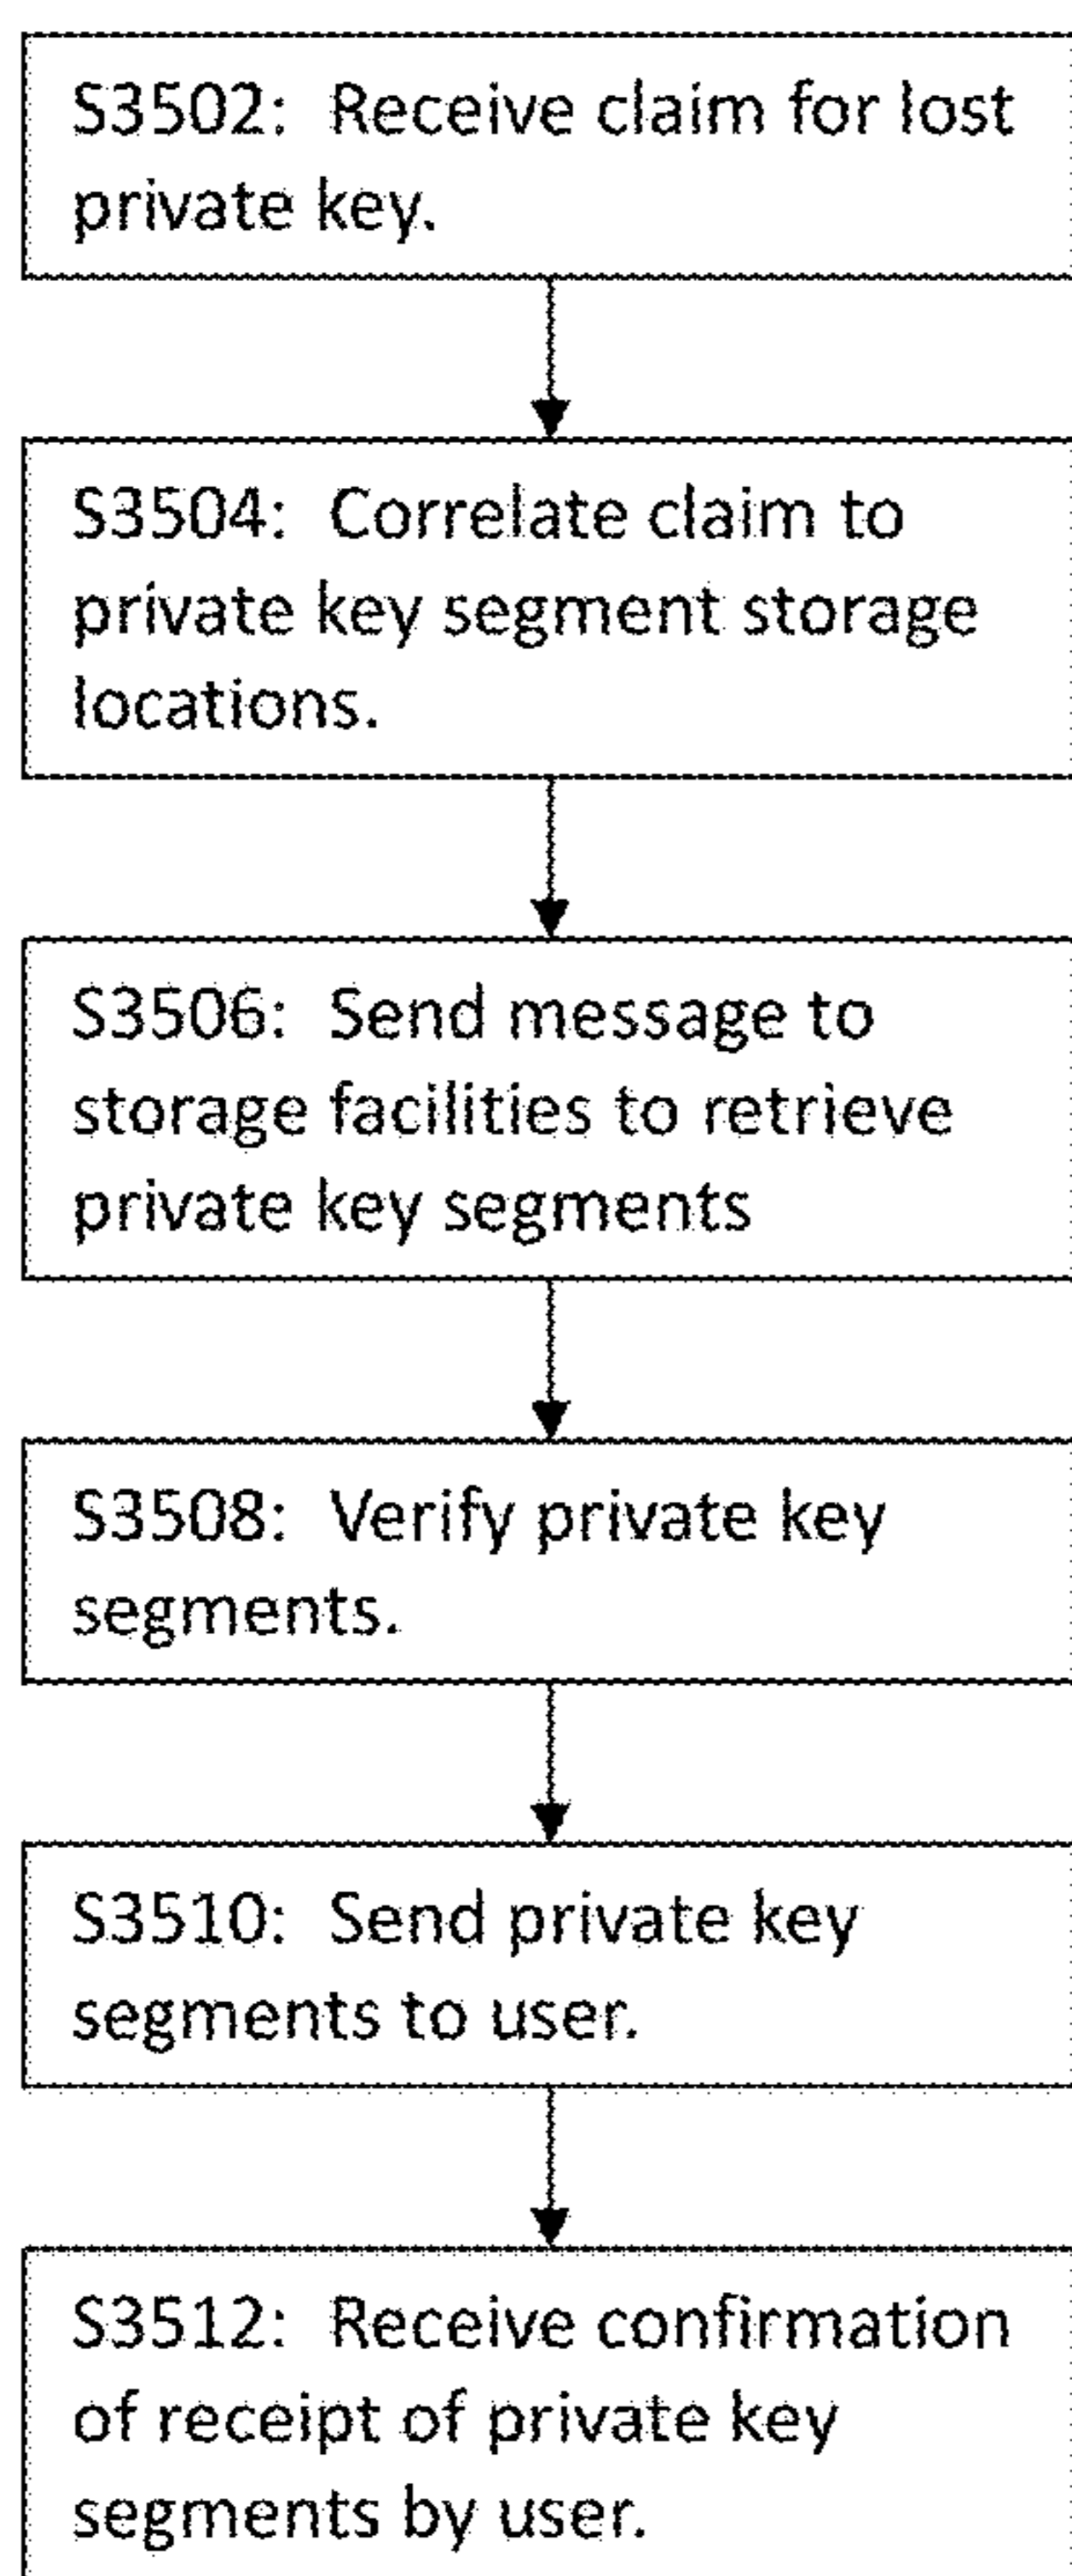 S3502: Receive claim for lost
private key.
S3504: Correlate claim to
private key segment storage
locations.
S3506: Send message to
storage facilities to retrieve
private key segments
S3508: Verify private key
segments.
S3510: Send private key
segments to user.
S3512: Receive confirmation
of receipt of private key
segments by user.